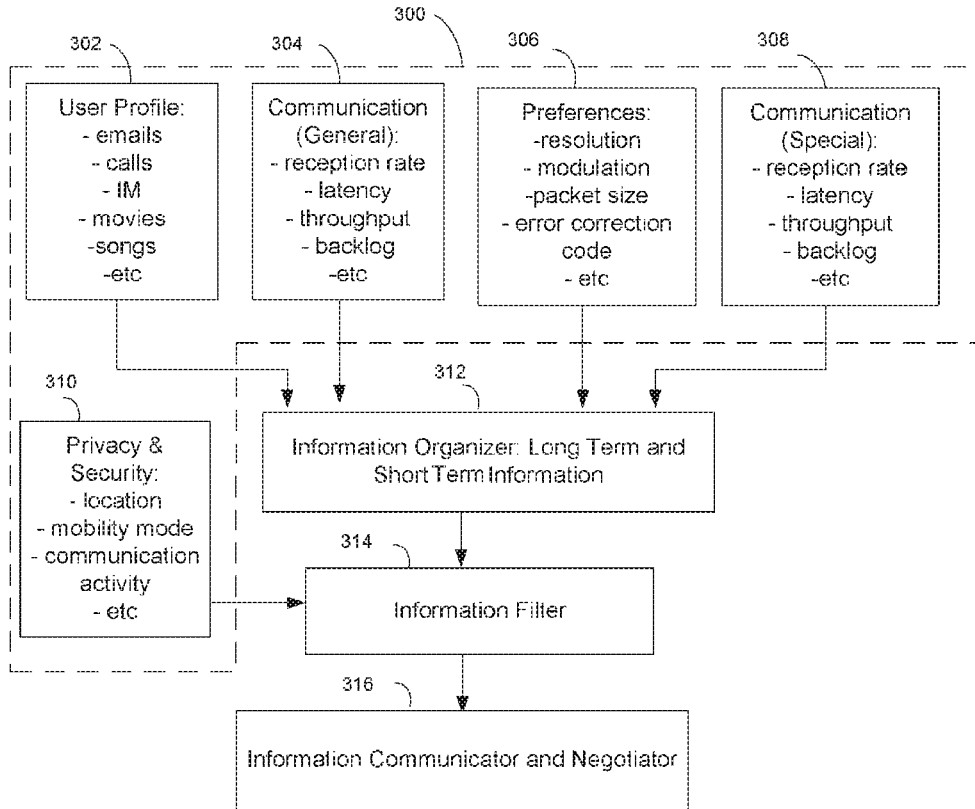 300
302
304
306
308
User Profile:
- emails
- calls
- IM
- movies
-songs
-etc
Communication
(General):
- reception rate
- latency
- throughput
- backlog
-etc
Preferences:
-resolution
- modulation
-packet size
- error correction
code
- etc
Communication
(Special):
- reception rate
- latency
- throughput
- backlog
-etc
310
Privacy &
Security:
- location
- mobility mode
- communication
activity
- etc
312
Information Organizer: Long Term and
Short Term Information
314
Information Filter
316
Information Communicator and Negotiator